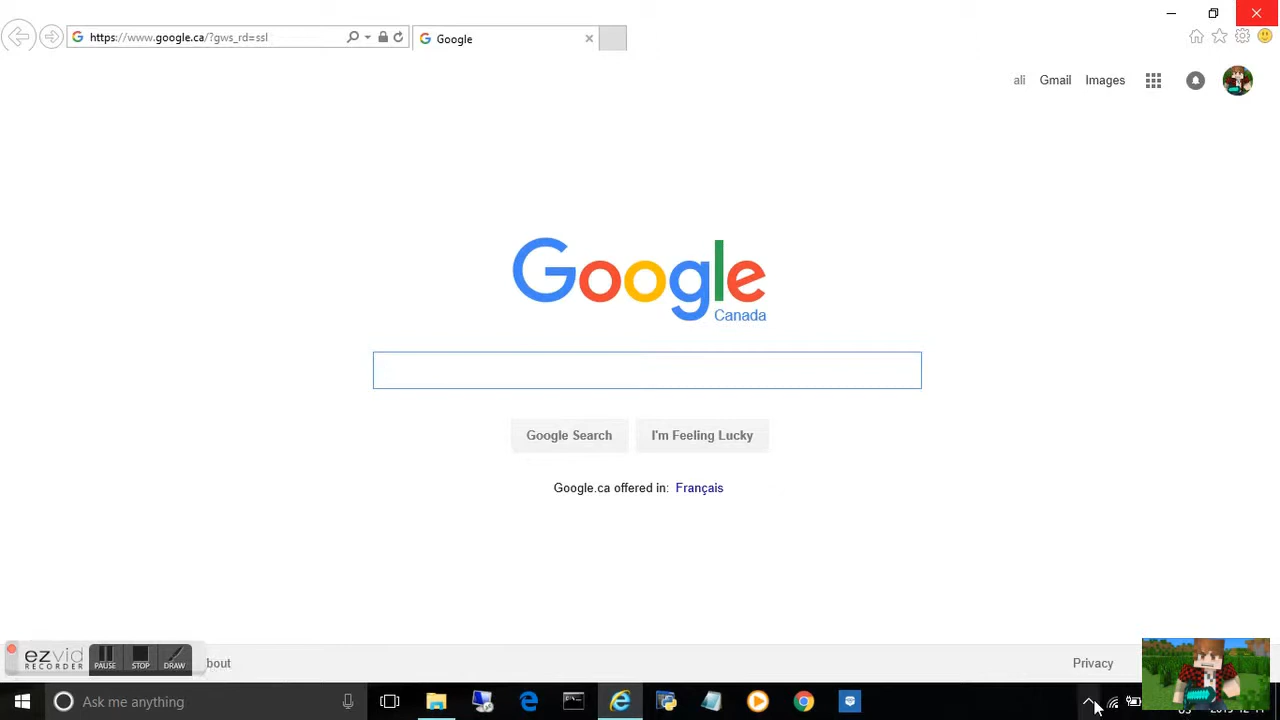 https://www.google.ca/?gws_rd=ssl
Google
ali Gmail Images
Google
Canada
Google Search
I'm Feeling Lucky
Google.ca offered in: Français
ezvid
RECORDER
PAUSE
STOP
DRAW
bout
Privacy
Ask me anything